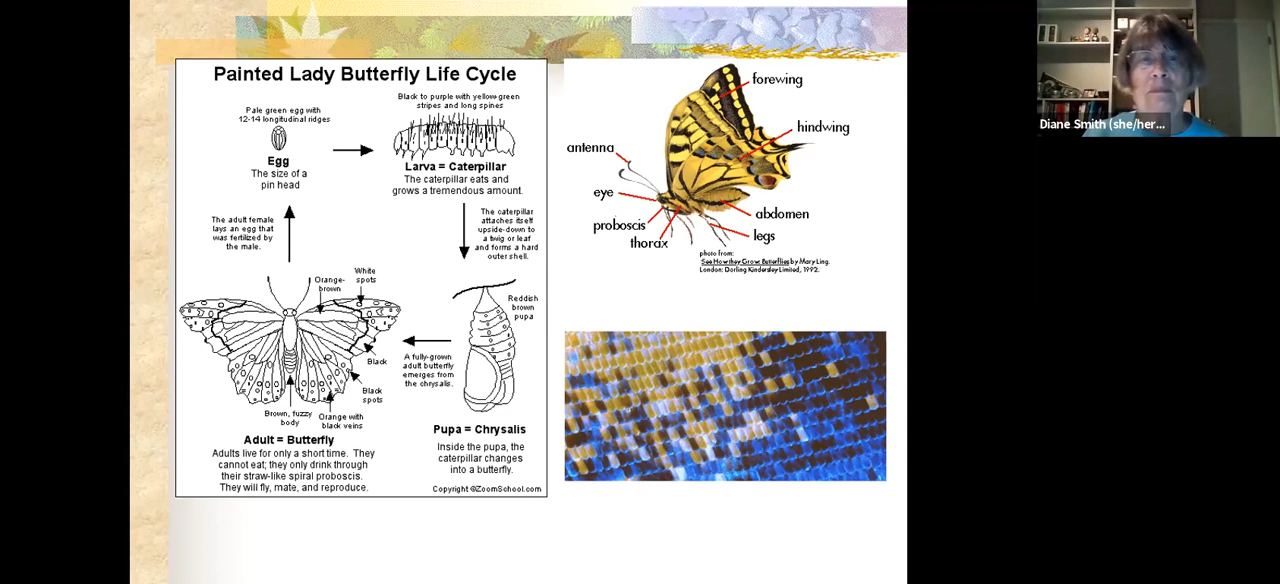 Painted Lady Butterfly Life Cycle
Pale green egg with
12-14 longitudinal ridges
Egg
The size of a
pin head
Black to purple with yellow-green
stripes and long spines
Larva = Caterpillar
The caterpillar eats and
grows a tremendous amount.
The caterpillar
attaches itself
upside-down to
a twig or leaf
and forms a hard
outer shell.
Reddish
brown
pupa
Pupa = Chrysalis
Inside the pupa, the
caterpillar changes
into a butterfly.
A fully-grown
adult butterfly
emerges from
the chrysalis.
White
spots
Orange-
brown
Black
Black
spots
Orange with
black veins
Brown, fuzzy
body
Adult = Butterfly
Adults live for only a short time. They
cannot eat; they only drink through
their straw-like spiral proboscis.
They will fly, mate, and reproduce.
The adult female
lays an egg that
was fertilized by
the male.
Copyright ©ZoomSchool.com
forewing
hindwing
antenna
eye
proboscis
thorax
abdomen
legs
photo from:
See How they Grow: Butterflies by Mary Ling.
London: Dorling Kindersley Limited, 1992.
Diane Smith (she/her...